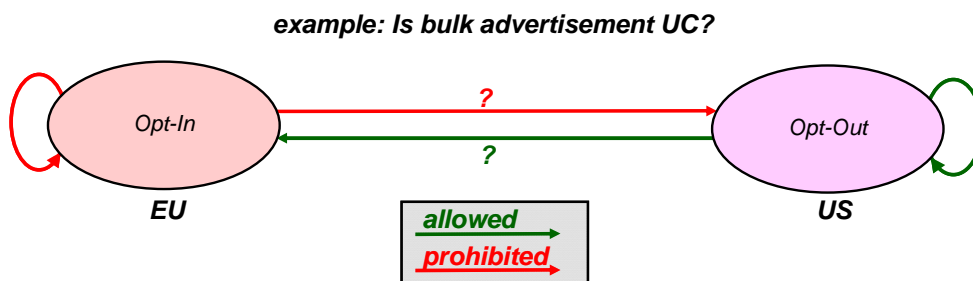 example: Is bulk advertisement UC?
?
Opt-In
Opt-Out
?
EU
US
allowed
prohibited